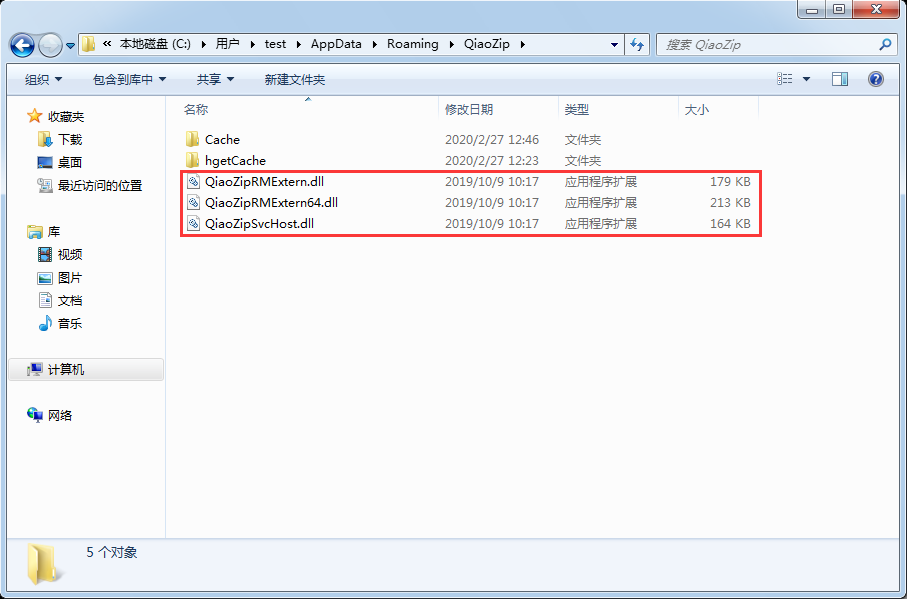 « 本地磁盘 (C:) 用户 test AppData Roaming QiaoZip 搜索 QiaoZip
组织 包含到库中 共享 新建文件夹
收藏夹
下载
桌面
最近访问的位置
库
视频
图片
文档
音乐
计算机
网络
名称 修改日期 类型 大小
Cache 2020/2/27 12:46 文件夹
hgetCache 2020/2/27 12:23 文件夹
QiaoZipRMExtern.dll 2019/10/9 10:17 应用程序扩展 179 KB
QiaoZipRMExtern64.dll 2019/10/9 10:17 应用程序扩展 213 KB
QiaoZipSvcHost.dll 2019/10/9 10:17 应用程序扩展 164 KB
5 个对象